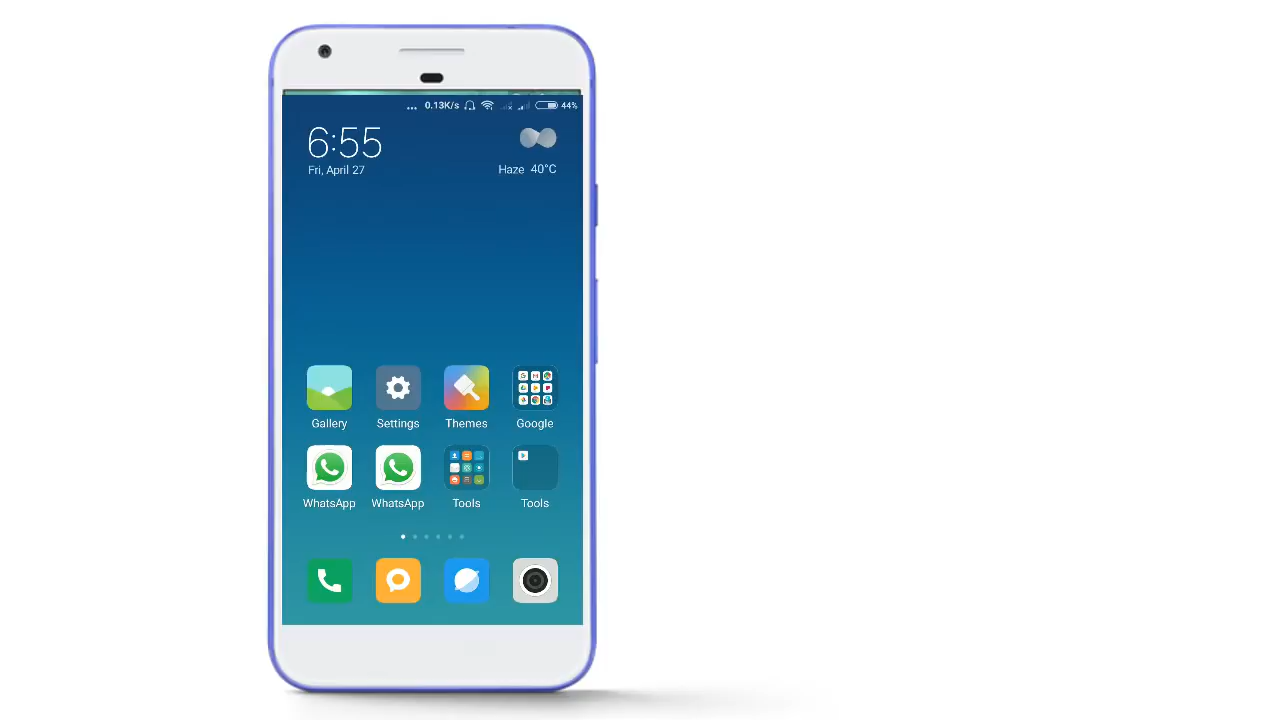 ... 0.13K/s 44%
6:55
Fri, April 27
Haze 40°C
Gallery Settings Themes Google
WhatsApp WhatsApp Tools Tools